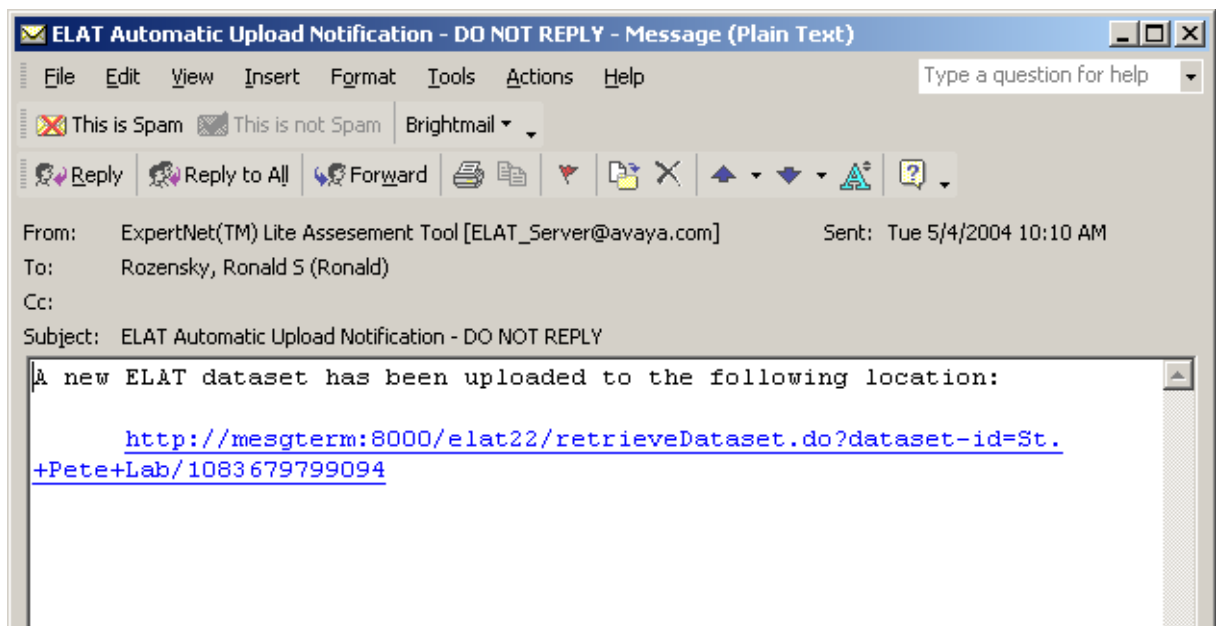 ELAT Automatic Upload Notification - DO NOT REPLY - Message (Plain Text)
File Edit View Insert Format Tools Actions Help Type a question for help
This is Spam This is not Spam Brightmail
Reply Reply to All Forward
From: ExpertNet(TM) Lite Assesement Tool [ELAT_Server@avaya.com] Sent: Tue 5/4/2004 10:10 AM
To: Rozensky, Ronald S (Ronald)
Cc:
Subject: ELAT Automatic Upload Notification - DO NOT REPLY
A new ELAT dataset has been uploaded to the following location:
http://mesgterm:8000/elat22/retrieveDataset.do?dataset-id=St.
+Pete+Lab/1083679799094